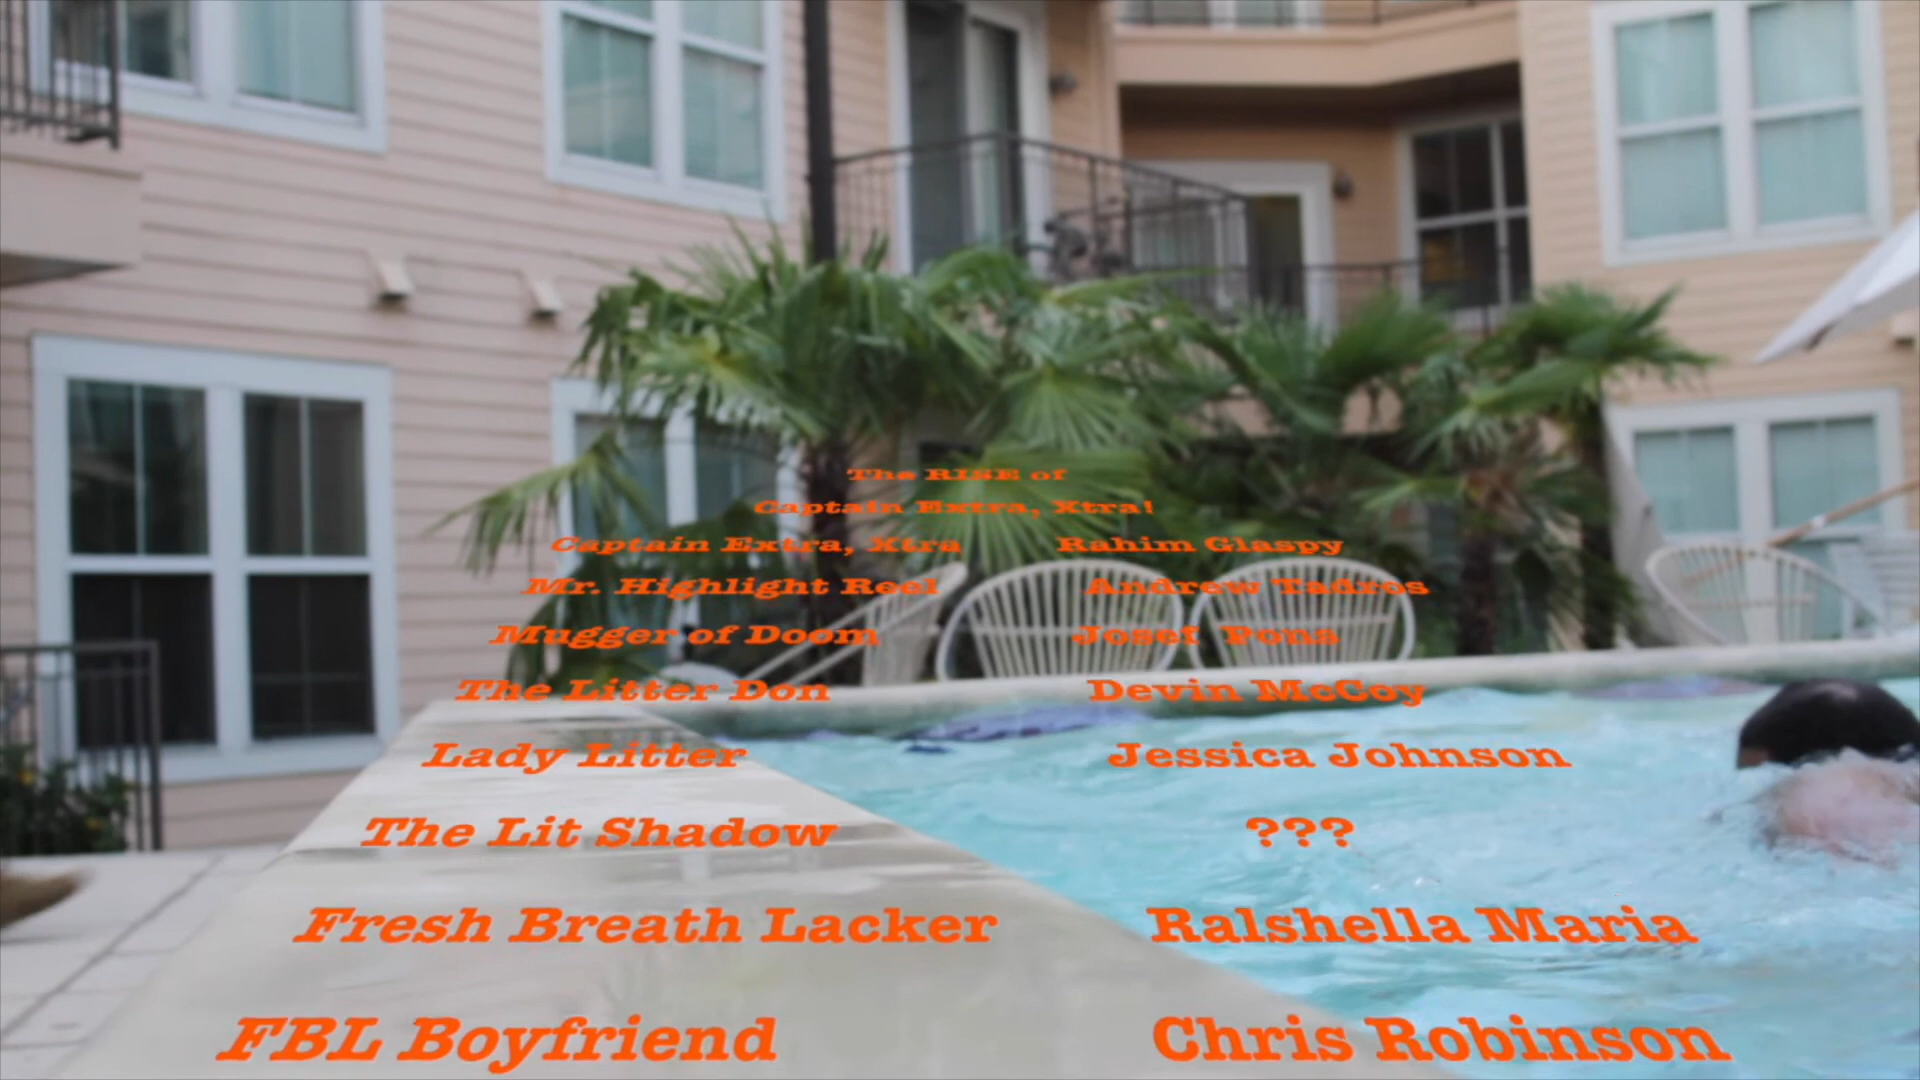 The RISE of
Captain Extra, Xtra!
Captain Extra, Xtra Rahim Glaspy
Mr. Highlight Reel Andrew Tadros
Mugger of Doom Josef Pons
The Litter Don Devin McCoy
Lady Litter Jessica Johnson
The Lit Shadow ???
Fresh Breath Lacker Ralshella Maria
FBL Boyfriend Chris Robinson